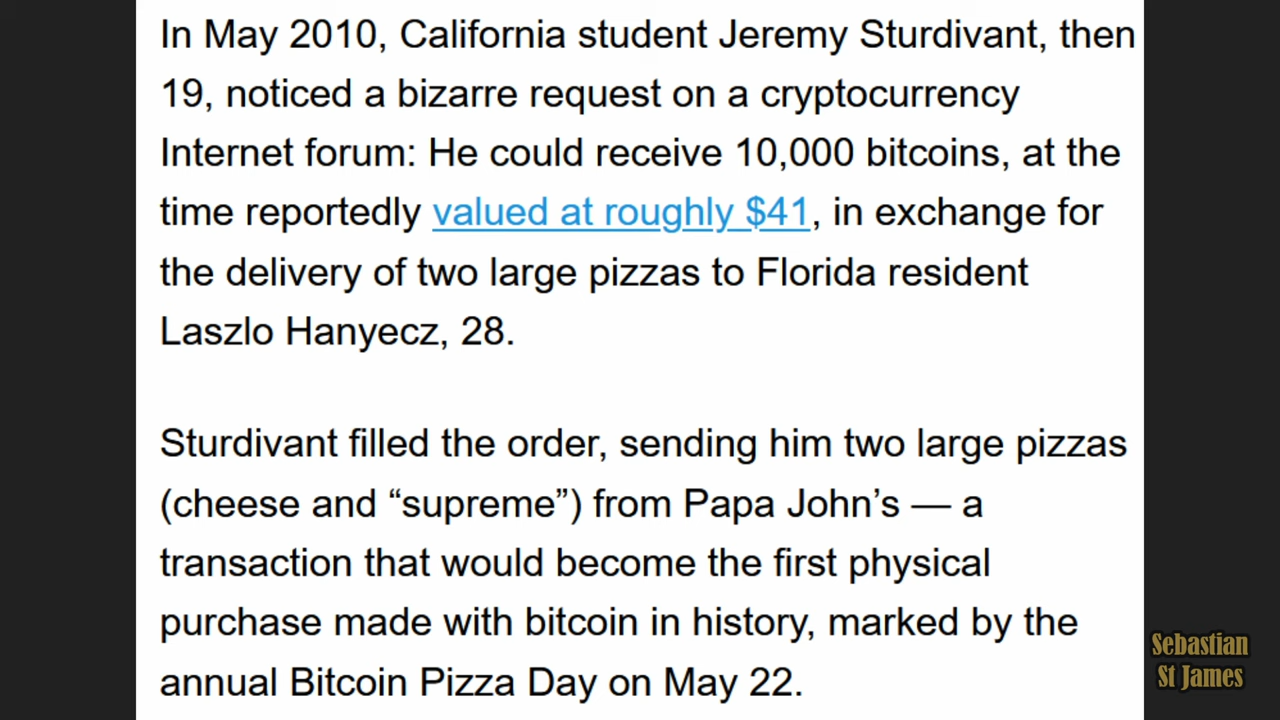 In May 2010, California student Jeremy Sturdivant, then
19, noticed a bizarre request on a cryptocurrency
Internet forum: He could receive 10,000 bitcoins, at the
time reportedly valued at roughly $41, in exchange for
the delivery of two large pizzas to Florida resident
Laszlo Hanyecz, 28.
Sturdivant filled the order, sending him two large pizzas
(cheese and “supreme”) from Papa John’s — a
transaction that would become the first physical
purchase made with bitcoin in history, marked by the
annual Bitcoin Pizza Day on May 22.
Sebastian
St James